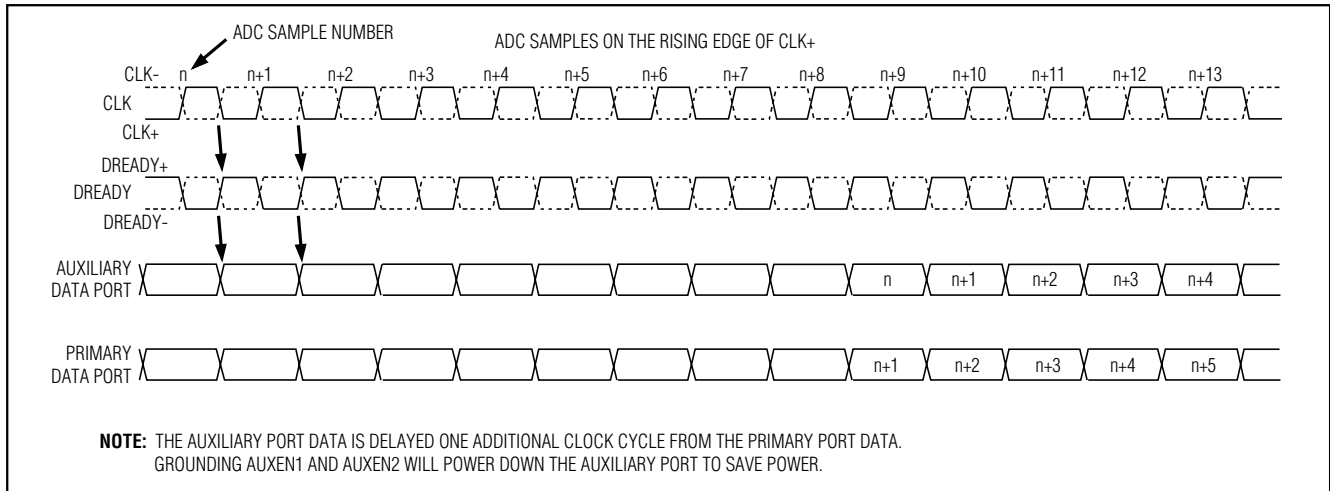 ADC SAMPLE NUMBER
ADC SAMPLES ON THE RISING EDGE OF CLK+
CLK- n n+1 n+2 n+3 n+4 n+5 n+6 n+7 n+8 n+9 n+10 n+11 n+12 n+13
CLK
CLK+
DREADY+
DREADY
DREADY-
AUXILIARY
DATA PORT
n n+1 n+2 n+3 n+4
PRIMARY
DATA PORT
n+1 n+2 n+3 n+4 n+5
NOTE: THE AUXILIARY PORT DATA IS DELAYED ONE ADDITIONAL CLOCK CYCLE FROM THE PRIMARY PORT DATA.
GROUNDING AUXEN1 AND AUXEN2 WILL POWER DOWN THE AUXILIARY PORT TO SAVE POWER.